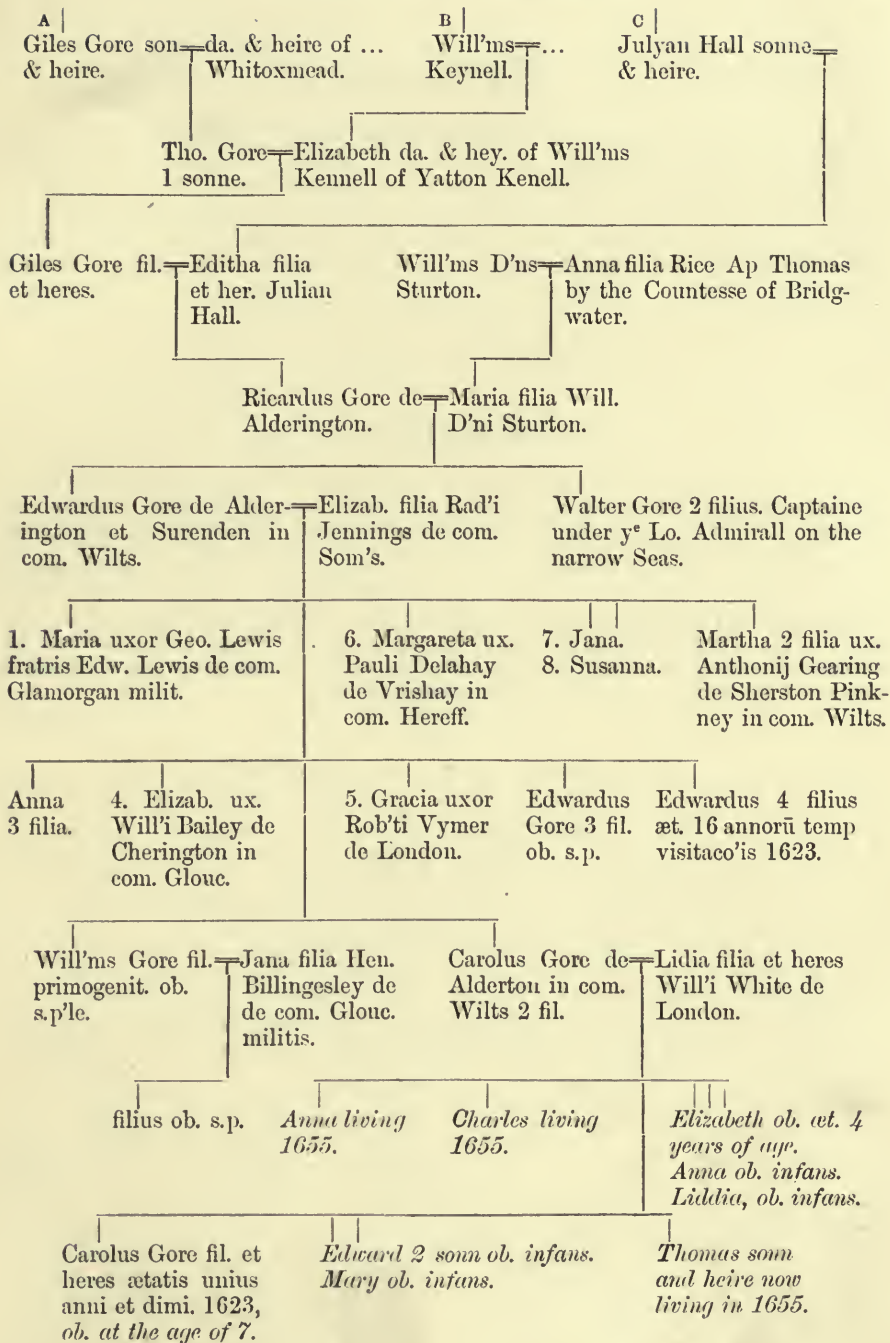 A
B
C
Giles Gore son
& heire.
da. & heire of ...
Whitoxmead.
Will'ms
Keynell.
...
Julyan Hall sonne
& heire.
Tho. Gore
1 sonne.
Elizabeth da. & hey. of Will'ms
Kennell of Yatton Kenell.
Giles Gore fil.
et heres.
Editha filia
et her. Julian
Hall.
Will'ms D'ns
Sturton.
Anna filia Rice Ap Thomas
by the Countesse of Bridg-
water.
Ricardus Gore de
Alderington.
Maria filia Will.
D'ni Sturton.
Edwardus Gore de Alder-
ington et Surenden in
com. Wilts.
Elizab. filia Rad'i
Jennings de com.
Som's.
Walter Gore 2 filius. Captaine
under yᵉ Lo. Admirall on the
narrow Seas.
1. Maria uxor Geo. Lewis
fratris Edw. Lewis de com.
Glamorgan milit.
6. Margareta ux.
Pauli Delahay
de Vrishay in
com. Hereff.
7. Jana.
8. Susanna.
Martha 2 filia ux.
Anthonij Gearing
de Sherston Pink-
ney in com. Wilts.
Anna
3 filia.
4. Elizab. ux.
Will'i Bailey de
Cherington in
com. Glouc.
5. Gracia uxor
Rob'ti Vymer
de London.
Edwardus
Gore 3 fil.
ob. s.p.
Edwardus 4 filius
æt. 16 annorū temp
visitaco'is 1623.
Will'ms Gore fil.
primogenit. ob.
s.p'le.
Jana filia Hen.
Billingesley de
de com. Glouc.
militis.
Carolus Gore de
Alderton in com.
Wilts 2 fil.
Lidia filia et heres
Will'i White de
London.
filius ob. s.p.
Anna living
1655.
Charles living
1655.
Elizabeth ob. æt. 4
years of age.
Anna ob. infans.
Liddia, ob. infans.
Carolus Gore fil. et
heres ætatis unius
anni et dimi. 1623,
ob. at the age of 7.
Edward 2 sonn ob. infans.
Mary ob. infans.
Thomas sonn
and heire now
living in 1655.